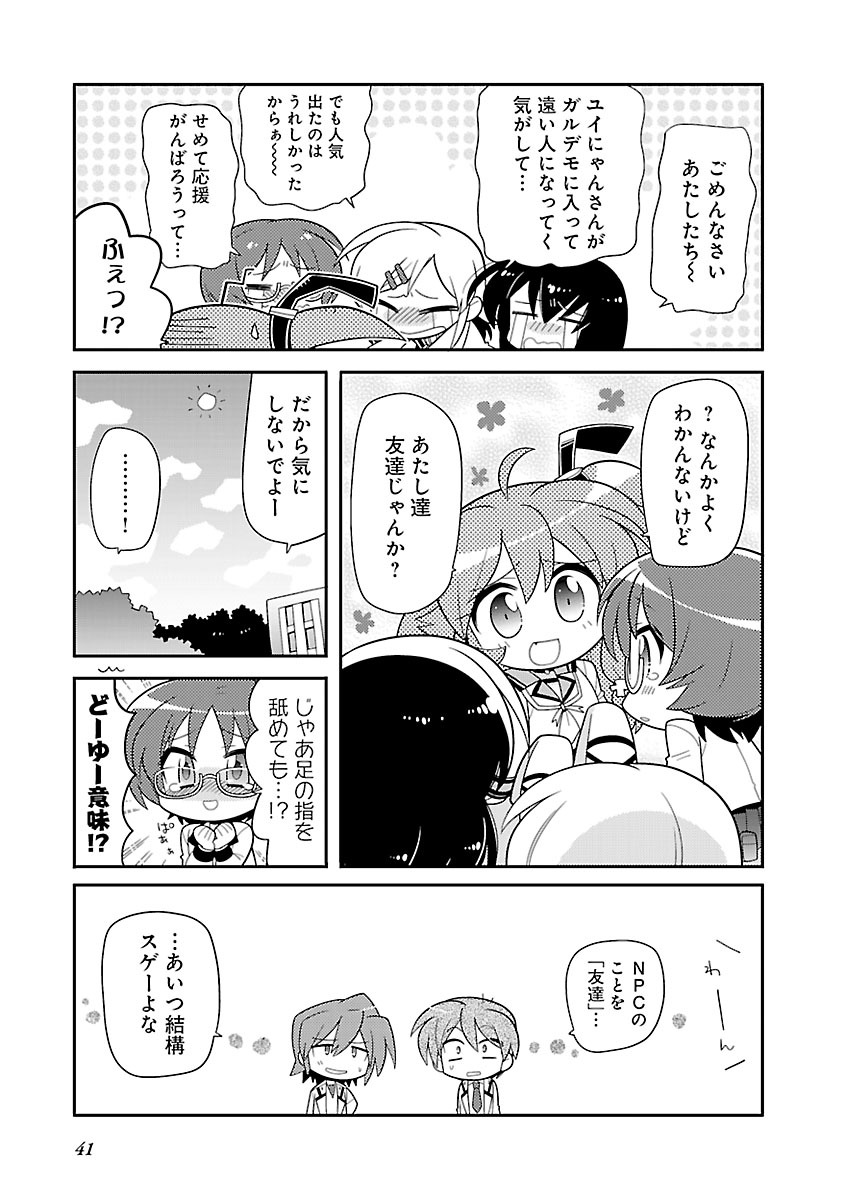 ごめんなさい
あたしたち～
ユイにゃんさんが
ガルデモに入って
遠い人になってく
気がして…
でも人気
出たのは
うれしかった
からぁ～～
せめて応援
がんばろうって…
ふぇっ!?
？なんかよく
わかんないけど
あたし達
友達じゃんか？
だから気に
しないでよー
………！
じゃあ足の指を
舐めても…!?
ぱあぁ
どーゆー意味!?
わーん
NPCの
ことを
「友達」…
…あいつ結構
スゲーよな
41